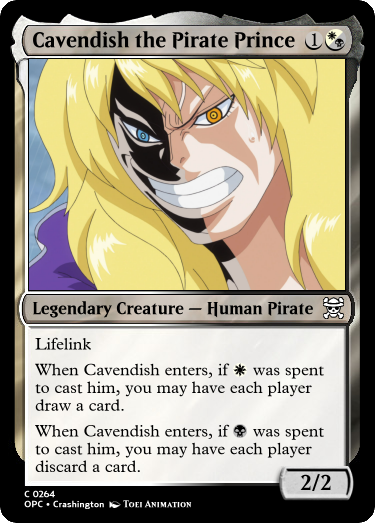 Cavendish the Pirate Prince 1
Legendary Creature — Human Pirate
Lifelink
When Cavendish enters, if was spent
to cast him, you may have each player
draw a card.
When Cavendish enters, if was spent
to cast him, you may have each player
discard a card.
2/2
C 0264
OPC • Crashington Toei Animation